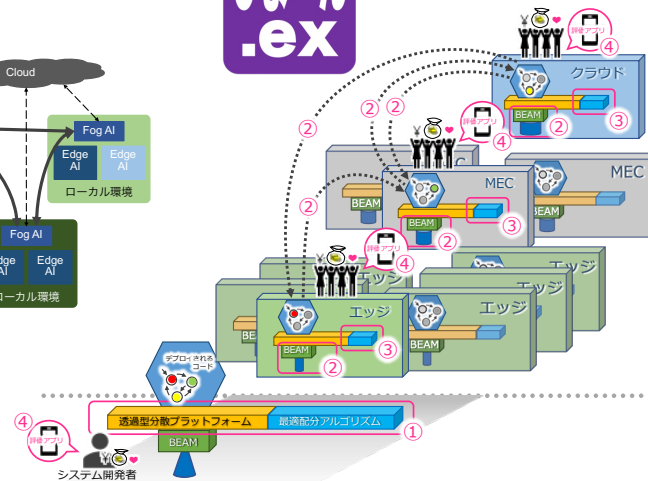 .ex
Cloud
Fog AI
Edge
AI
Edge
AI
ローカル環境
Fog AI
Edge
AI
ーカル環境
評価アプリ
④
クラウド
BEAM
②
③
②
②
②
②
評価アプリ
④
MEC
BEAM
②
③
BEAM
MEC
BEAM
評価アプリ
④
エッジ
BEAM
②
③
エッジ
エッジ
エッジ
BEAM
デプロイされる
コード
透過型分散プラットフォーム
最適配分アルゴリズム
①
BEAM
④
評価アプリ
システム開発者